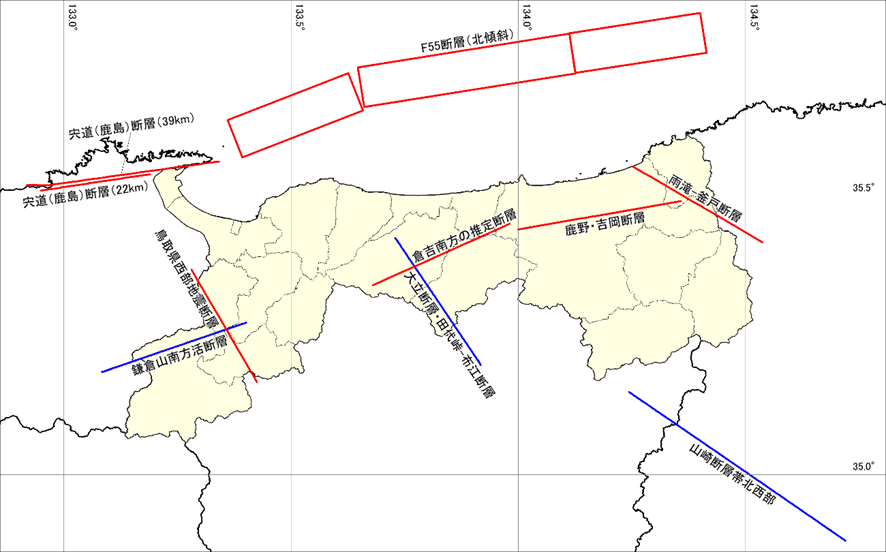 133.0°
133.5°
134.0°
134.5°
F55断層(北傾斜)
宍道(鹿島)断層(39km)
宍道(鹿島)断層(22km)
35.5°
雨滝-釜戸断層
鹿野・吉岡断層
倉吉南方の推定断層
鳥取県西部地震断層
大立断層・田代峠-布江断層
鎌倉山南方活断層
山崎断層帯北西部
35.0°